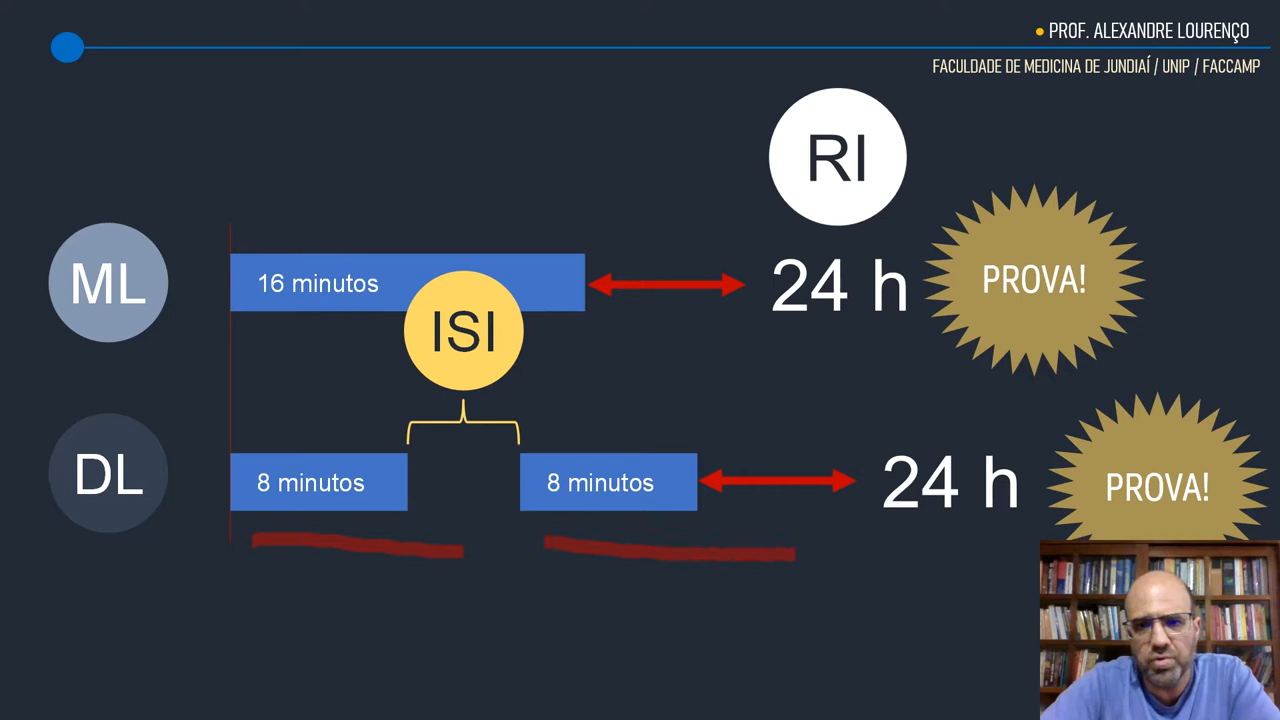 PROF. ALEXANDRE LOURENÇO
FACULDADE DE MEDICINA DE JUNDIAÍ / UNIP / FACCAMP
RI
ML
16 minutos
24 h
PROVA!
ISI
DL
8 minutos
8 minutos
24 h
PROVA!